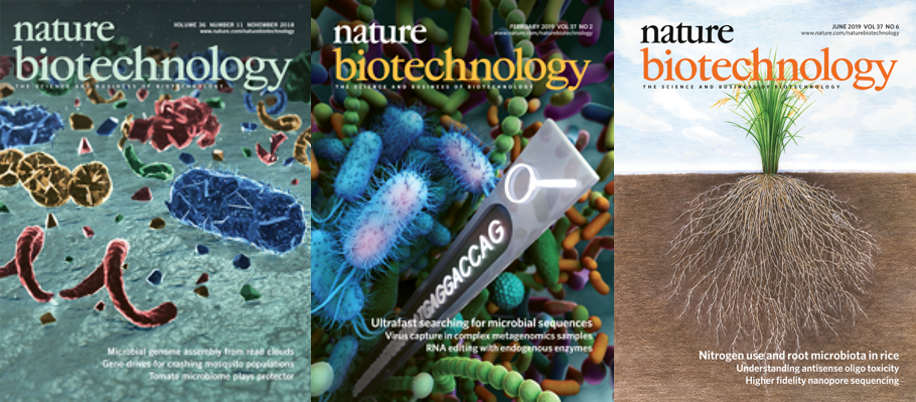 nature
biotechnology
VOLUME 36 NUMBER 11 NOVEMBER 2018
www.nature.com/naturebiotechnology
THE SCIENCE AND BUSINESS OF BIOTECHNOLOGY
Microbial genome assembly from read clouds
Gene drives for crashing mosquito populations
Tomato microbiome plays protector
nature
biotechnology
FEBRUARY 2019 VOL 37 NO 2
www.nature.com/naturebiotechnology
THE SCIENCE AND BUSINESS OF BIOTECHNOLOGY
TGAGGACCAG
Ultrafast searching for microbial sequences
Virus capture in complex metagenomics samples
RNA editing with endogenous enzymes
nature
biotechnology
JUNE 2019 VOL 37 NO 6
www.nature.com/naturebiotechnology
THE SCIENCE AND BUSINESS OF BIOTECHNOLOGY
Nitrogen use and root microbiota in rice
Understanding antisense oligo toxicity
Higher fidelity nanopore sequencing